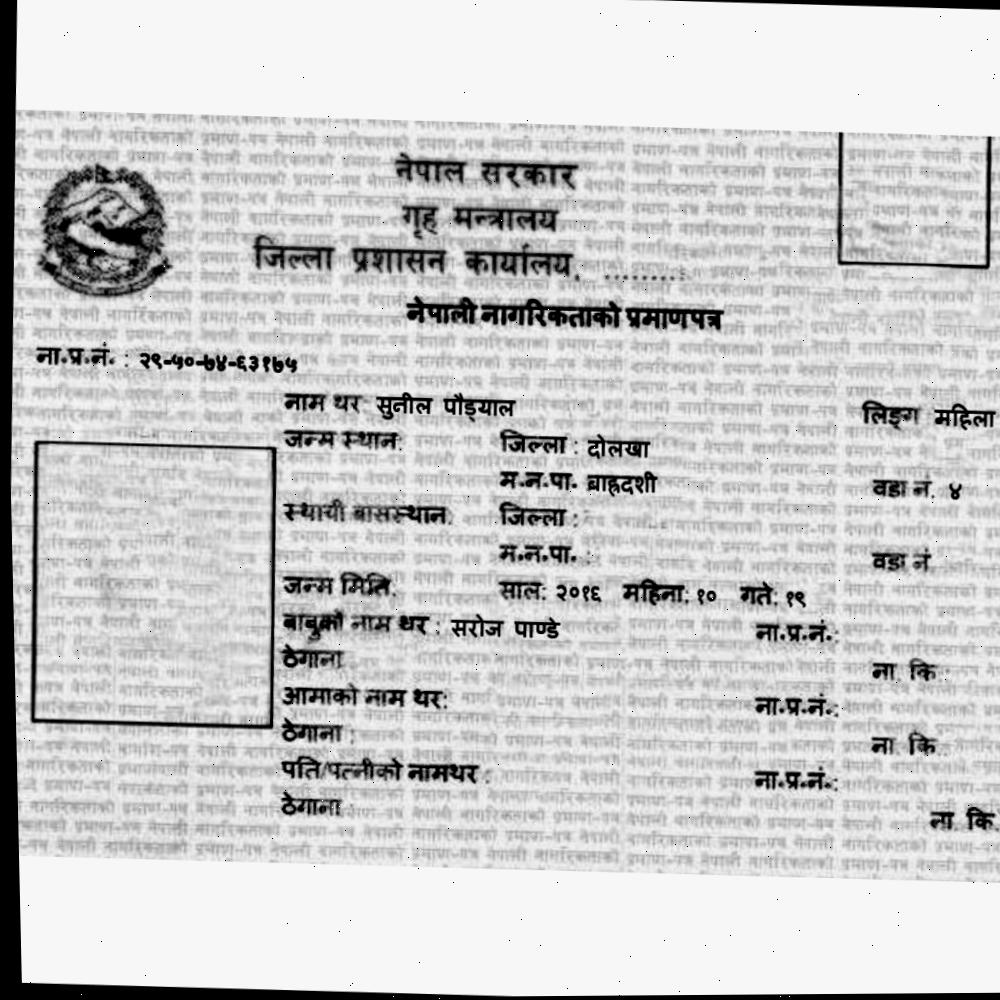 नेपाल सरकार
गृह मन्त्रालय
जिल्ला प्रशासन कार्यालय, .........
नेपाली नागरिकताको प्रमाणपत्र
ना.प्र.नं. : २९-५०-७४-६३१७५
नाम थर सुनील पौड्याल लिङ्ग महिला
जन्म स्थान: जिल्ला : दोलखा
म.न.पा. बाह्रदशी वडा नं. ४
स्थायी बासस्थान: जिल्ला :
म.न.पा. : वडा नं
जन्म मिति: साल: २०१६ महिना: १० गते: १९
बाबुको नाम थर : सरोज पाण्डे ना.प्र.नं.:
ठेगाना ना. कि :
आमाको नाम थर: ना.प्र.नं.:
ठेगाना : ना. कि
पति/पत्नीको नामथर : ना.प्र.नं.:
ठेगाना ना. कि